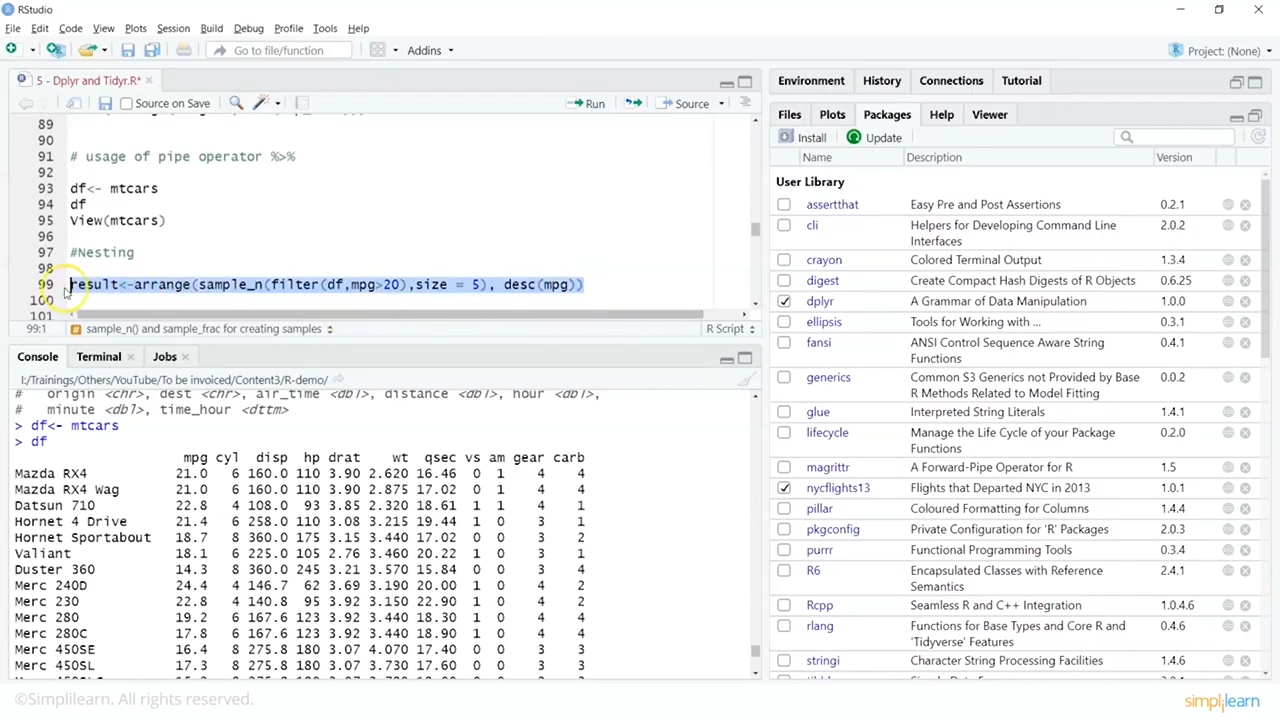 RStudio
File Edit Code View Plots Session Build Debug Profile Tools Help
Go to file/function Addins Project: (None)
5 - Dplyr and Tidyr.R*
Source on Save Run Source
89
90
91 # usage of pipe operator %>%
92
93 df<- mtcars
94 df
95 View(mtcars)
96
97 #Nesting
98
99 result<-arrange(sample_n(filter(df,mpg>20),size = 5), desc(mpg))
100
101
99:1 sample_n() and sample_frac for creating samples R Script
Console Terminal Jobs
I:/Trainings/Others/YouTube/To be invoiced/Content3/R-demo/
# origin <chr>, dest <chr>, air_time <dbl>, distance <dbl>, hour <dbl>,
# minute <dbl>, time_hour <dttm>
> df<- mtcars
> df
mpg cyl disp hp drat wt qsec vs am gear carb
Mazda RX4 21.0 6 160.0 110 3.90 2.620 16.46 0 1 4 4
Mazda RX4 Wag 21.0 6 160.0 110 3.90 2.875 17.02 0 1 4 4
Datsun 710 22.8 4 108.0 93 3.85 2.320 18.61 1 1 4 1
Hornet 4 Drive 21.4 6 258.0 110 3.08 3.215 19.44 1 0 3 1
Hornet Sportabout 18.7 8 360.0 175 3.15 3.440 17.02 0 0 3 2
Valiant 18.1 6 225.0 105 2.76 3.460 20.22 1 0 3 1
Duster 360 14.3 8 360.0 245 3.21 3.570 15.84 0 0 3 4
Merc 240D 24.4 4 146.7 62 3.69 3.190 20.00 1 0 4 2
Merc 230 22.8 4 140.8 95 3.92 3.150 22.90 1 0 4 2
Merc 280 19.2 6 167.6 123 3.92 3.440 18.30 1 0 4 4
Merc 280C 17.8 6 167.6 123 3.92 3.440 18.90 1 0 4 4
Merc 450SE 16.4 8 275.8 180 3.07 4.070 17.40 0 0 3 3
Merc 450SL 17.3 8 275.8 180 3.07 3.730 17.60 0 0 3 3
Environment History Connections Tutorial
Files Plots Packages Help Viewer
Install Update
Name Description Version
User Library
assertthat Easy Pre and Post Assertions 0.2.1
cli Helpers for Developing Command Line 2.0.2
Interfaces
crayon Colored Terminal Output 1.3.4
digest Create Compact Hash Digests of R Objects 0.6.25
dplyr A Grammar of Data Manipulation 1.0.0
ellipsis Tools for Working with ... 0.3.1
fansi ANSI Control Sequence Aware String 0.4.1
Functions
generics Common S3 Generics not Provided by Base 0.0.2
R Methods Related to Model Fitting
glue Interpreted String Literals 1.4.1
lifecycle Manage the Life Cycle of your Package 0.2.0
Functions
magrittr A Forward-Pipe Operator for R 1.5
nycflights13 Flights that Departed NYC in 2013 1.0.1
pillar Coloured Formatting for Columns 1.4.4
pkgconfig Private Configuration for 'R' Packages 2.0.3
purrr Functional Programming Tools 0.3.4
R6 Encapsulated Classes with Reference 2.4.1
Semantics
Rcpp Seamless R and C++ Integration 1.0.4.6
rlang Functions for Base Types and Core R and 0.4.6
'Tidyverse' Features
stringi Character String Processing Facilities 1.4.6
©Simplilearn. All rights reserved.
simplilearn